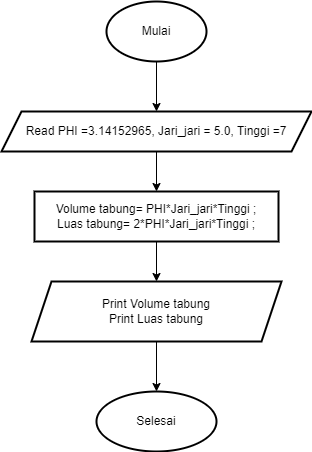 Mulai
Read PHI =3.14152965, Jari_jari = 5.0, Tinggi =7
Volume tabung= PHI*Jari_jari*Tinggi ;
Luas tabung= 2*PHI*Jari_jari*Tinggi ;
Print Volume tabung
Print Luas tabung
Selesai